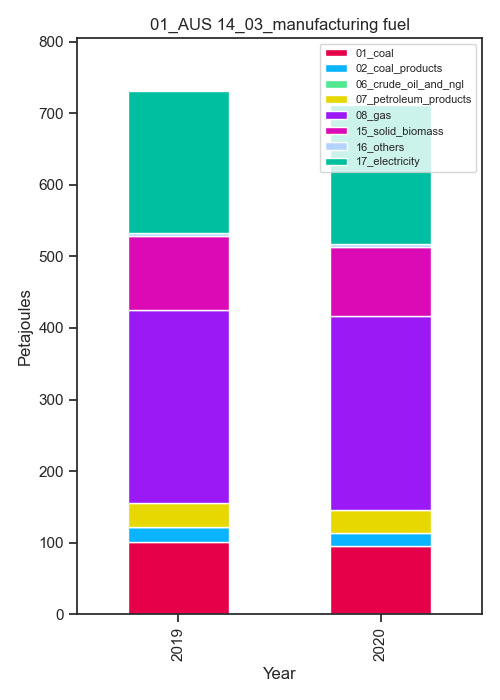 01_AUS 14_03_manufacturing fuel
800
700
600
500
400
300
200
100
0
Petajoules
01_coal
02_coal_products
06_crude_oil_and_ngl
07_petroleum_products
08_gas
15_solid_biomass
16_others
17_electricity
2019
2020
Year